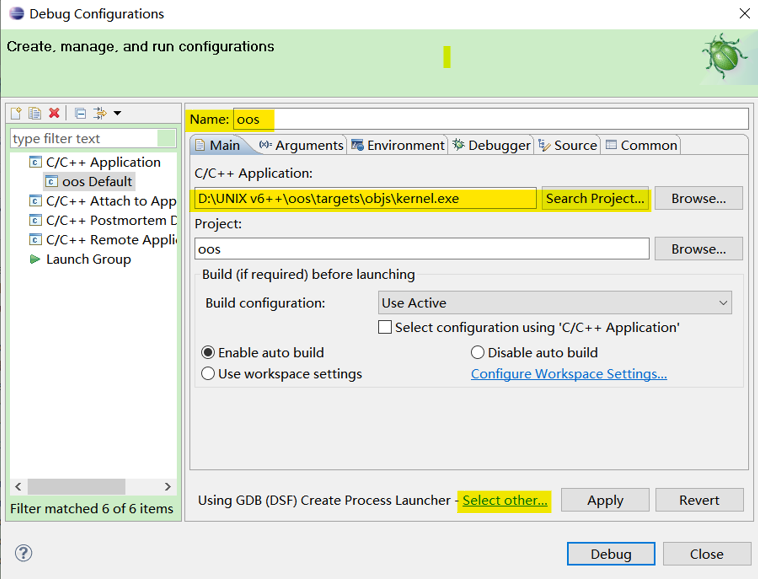 Debug Configurations
Create, manage, and run configurations
type filter text
C/C++ Application
oos Default
C/C++ Attach to App
C/C++ Postmortem D
C/C++ Remote Appli
Launch Group
Filter matched 6 of 6 items
Name: oos
Main (x)= Arguments Environment Debugger Source Common
C/C++ Application:
D:\UNIX v6++\oos\targets\objs\kernel.exe Search Project... Browse...
Project:
oos Browse...
Build (if required) before launching
Build configuration: Use Active
Select configuration using 'C/C++ Application'
Enable auto build Disable auto build
Use workspace settings Configure Workspace Settings...
Using GDB (DSF) Create Process Launcher - Select other... Apply Revert
? Debug Close